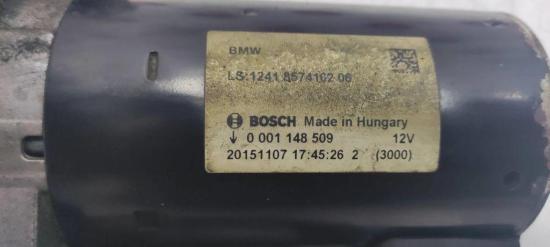 BMW
LS:1241 8574102 06
BOSCH Made in Hungary
↓ 0 001 148 509 12V
20151107 17:45:26 2 (3000)